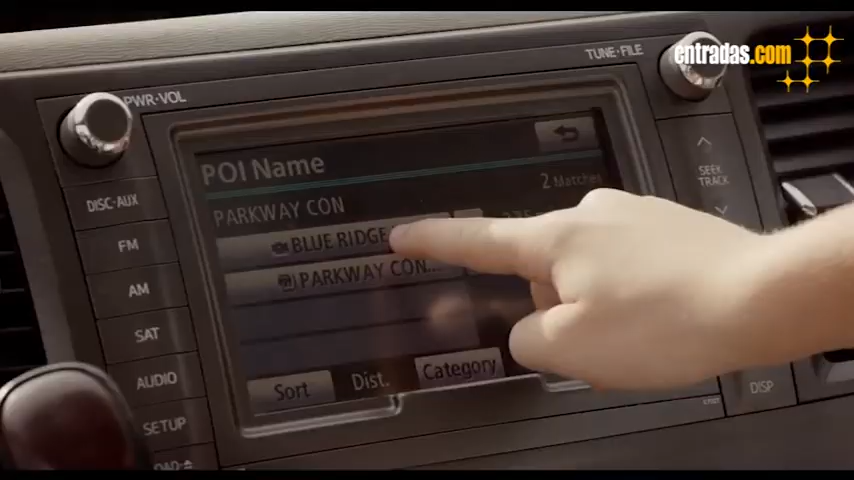 entradas.com
TUNE•FILE
PWR•VOL
POI Name
2 Matches
SEEK
TRACK
DISC•AUX
PARKWAY CON
FM
BLUE RIDGE
AM
PARKWAY CON...
SAT
AUDIO
Sort
Dist.
Category
SETUP
DISP